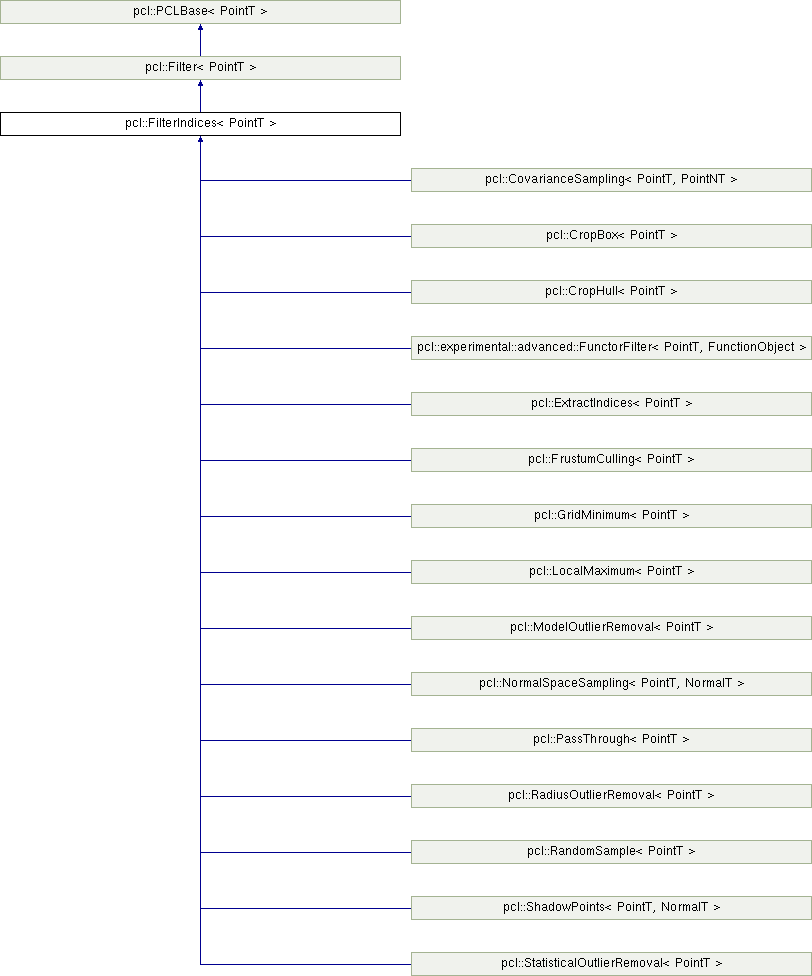 pcl::PCLBase< PointT >
pcl::Filter< PointT >
pcl::FilterIndices< PointT >
pcl::CovarianceSampling< PointT, PointNT >
pcl::CropBox< PointT >
pcl::CropHull< PointT >
pcl::experimental::advanced::FunctorFilter< PointT, FunctionObject >
pcl::ExtractIndices< PointT >
pcl::FrustumCulling< PointT >
pcl::GridMinimum< PointT >
pcl::LocalMaximum< PointT >
pcl::ModelOutlierRemoval< PointT >
pcl::NormalSpaceSampling< PointT, NormalT >
pcl::PassThrough< PointT >
pcl::RadiusOutlierRemoval< PointT >
pcl::RandomSample< PointT >
pcl::ShadowPoints< PointT, NormalT >
pcl::StatisticalOutlierRemoval< PointT >